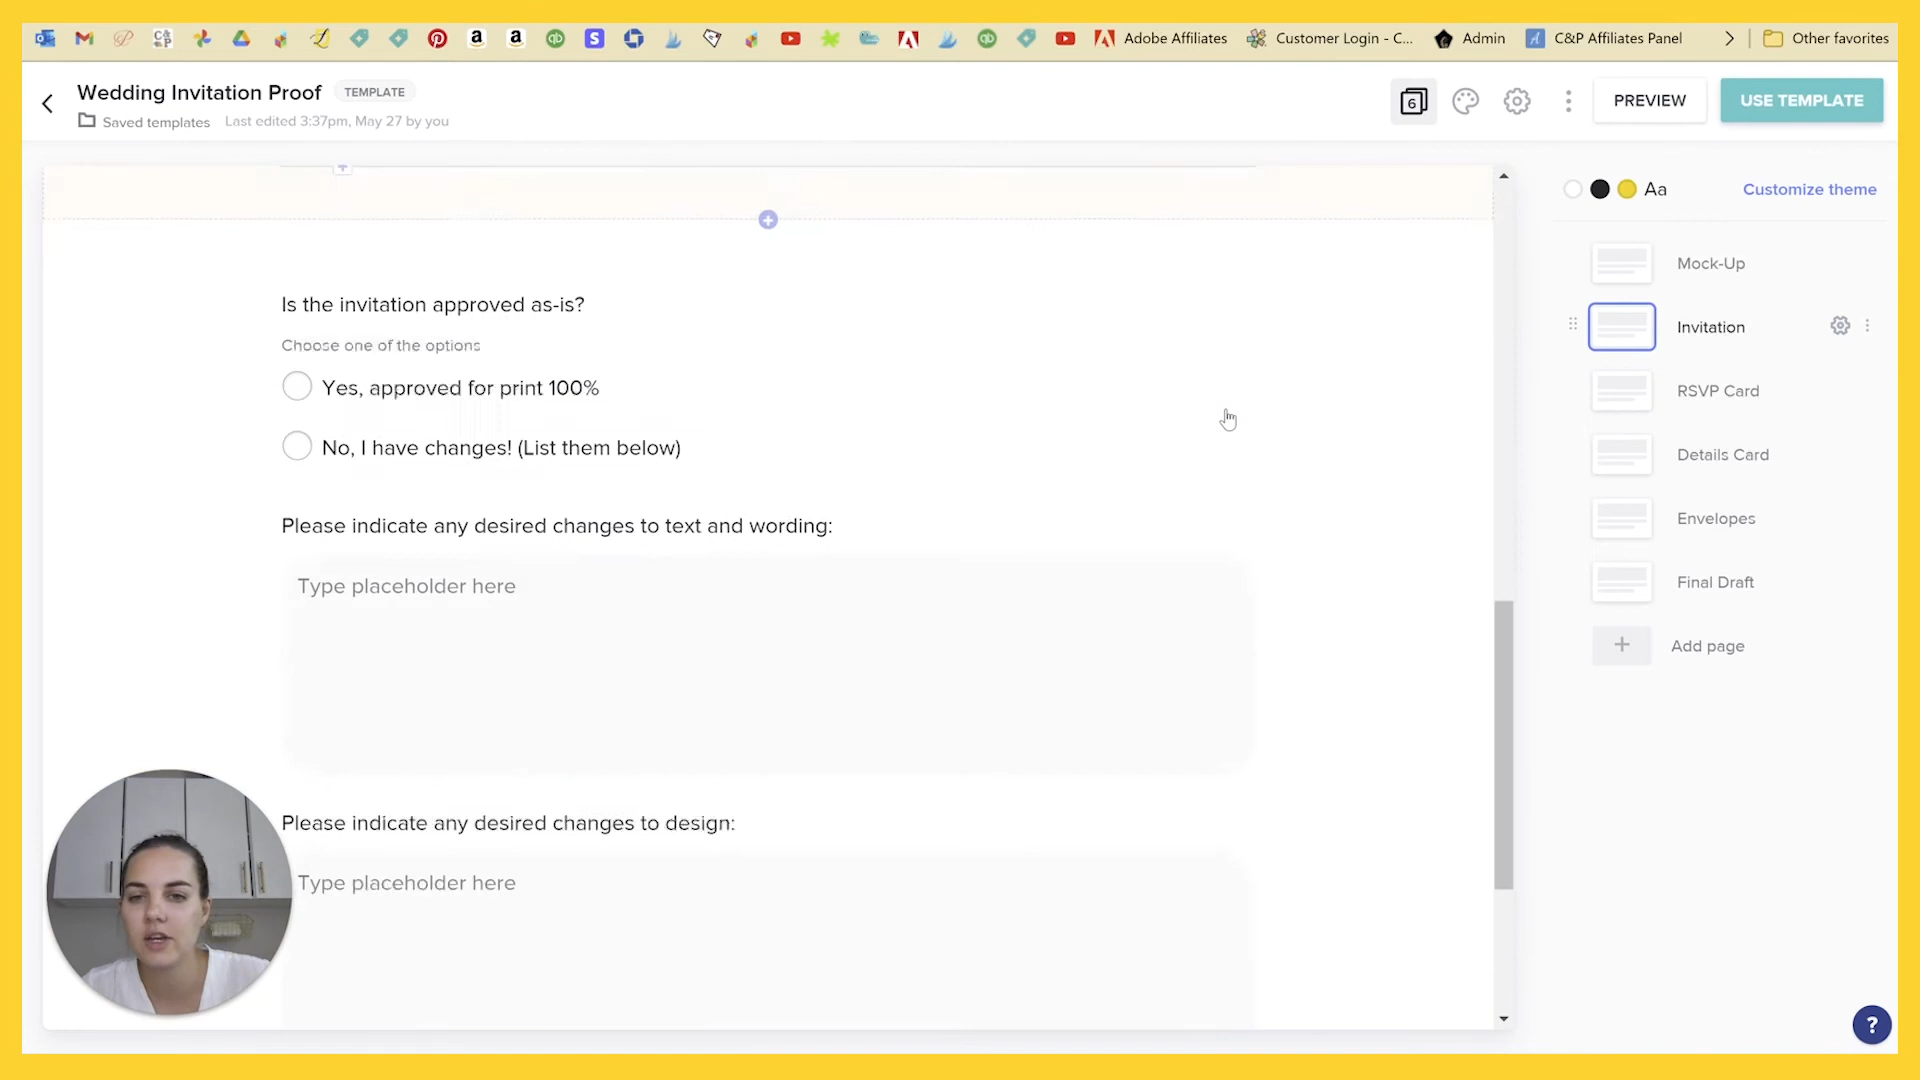 Adobe Affiliates
Customer Login - C...
Admin
C&P Affiliates Panel
Other favorites
Wedding Invitation Proof
TEMPLATE
Saved templates
Last edited 3:37pm, May 27 by you
6
PREVIEW
USE TEMPLATE
Aa
Customize theme
Mock-Up
Invitation
RSVP Card
Details Card
Envelopes
Final Draft
Add page
Is the invitation approved as-is?
Choose one of the options
Yes, approved for print 100%
No, I have changes! (List them below)
Please indicate any desired changes to text and wording:
Type placeholder here
Please indicate any desired changes to design:
Type placeholder here
?